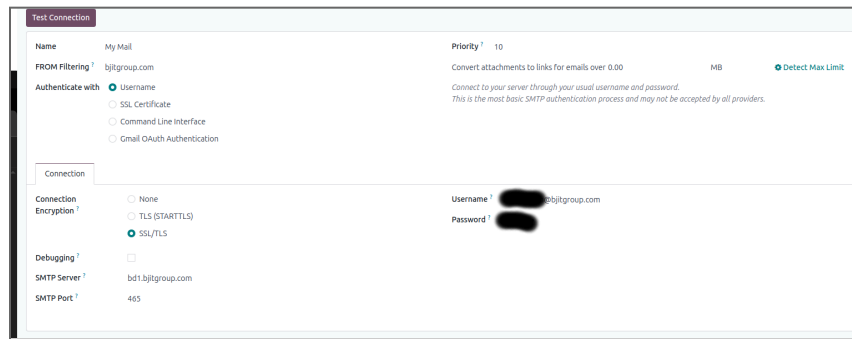 Test Connection
Name My Mail
Priority ? 10
FROM Filtering ? bjitgroup.com
Convert attachments to links for emails over 0.00 MB Detect Max Limit
Authenticate with Username
Connect to your server through your usual username and password.
This is the most basic SMTP authentication process and may not be accepted by all providers.
SSL Certificate
Command Line Interface
Gmail OAuth Authentication
Connection
Connection Encryption ? None
TLS (STARTTLS)
SSL/TLS
Username ? @bjitgroup.com
Password ?
Debugging ?
SMTP Server ? bd1.bjitgroup.com
SMTP Port ? 465